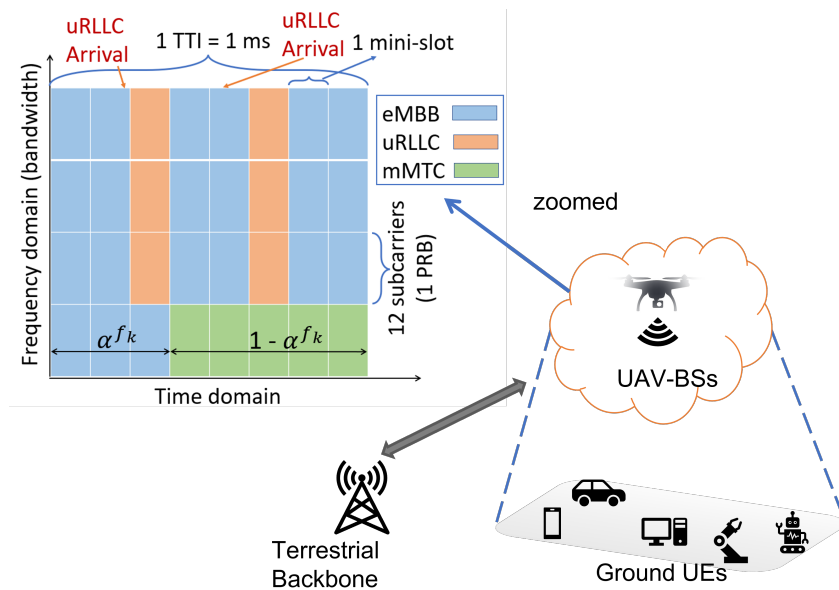 uRLLC
Arrival
1 TTI = 1 ms
uRLLC
Arrival
1 mini-slot
Frequency domain (bandwidth)
eMBB
uRLLC
mMTC
12 subcarriers
(1 PRB)
α^{f_k}
1 - α^{f_k}
Time domain
zoomed
UAV-BSs
Terrestrial
Backbone
Ground UEs